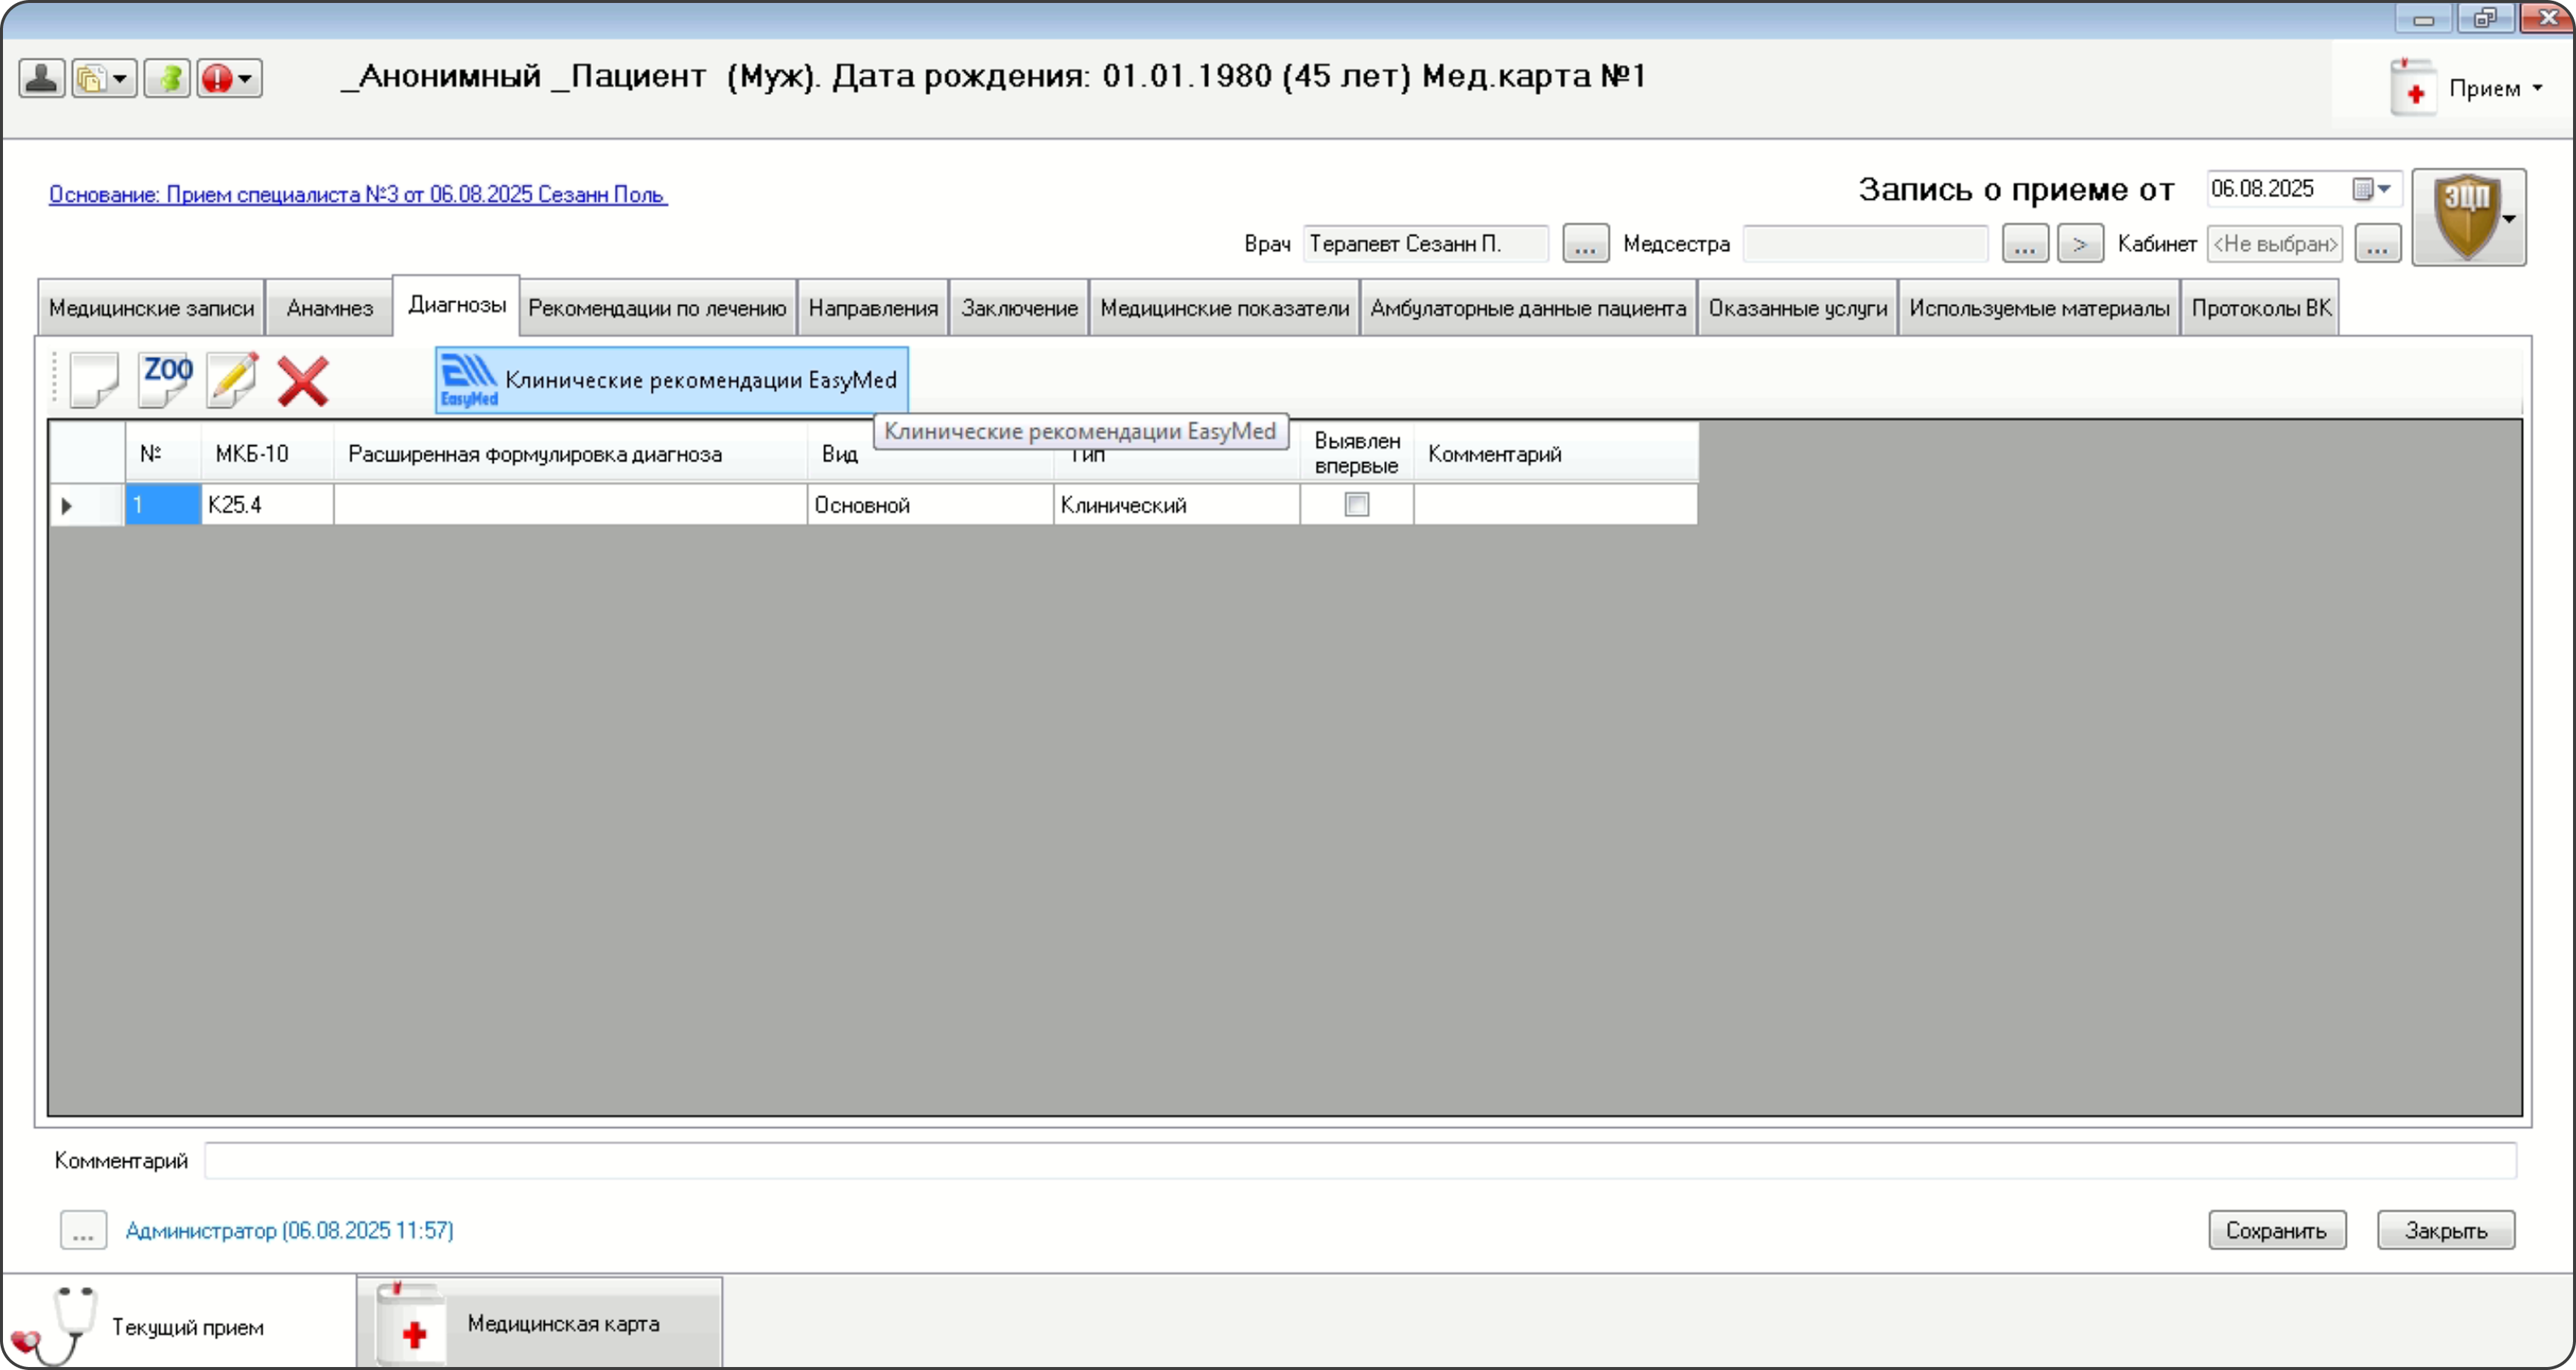 _Анонимный _Пациент (Муж). Дата рождения: 01.01.1980 (45 лет) Мед.карта №1
Прием
Основание: Прием специалиста №3 от 06.08.2025 Сезанн Поль
Запись о приеме от 06.08.2025
ЭЦП
Врач Терапевт Сезанн П. ... Медсестра ... > Кабинет <Не выбран> ...
Медицинские записи Анамнез Диагнозы Рекомендации по лечению Направления Заключение Медицинские показатели Амбулаторные данные пациента Оказанные услуги Используемые материалы Протоколы ВК
Z00 EasyMed Клинические рекомендации EasyMed
Клинические рекомендации EasyMed
№ МКБ-10 Расширенная формулировка диагноза Вид Тип Выявлен впервые Комментарий
1 K25.4 Основной Клинический
Комментарий
... Администратор (06.08.2025 11:57) Сохранить Закрыть
Текущий прием Медицинская карта